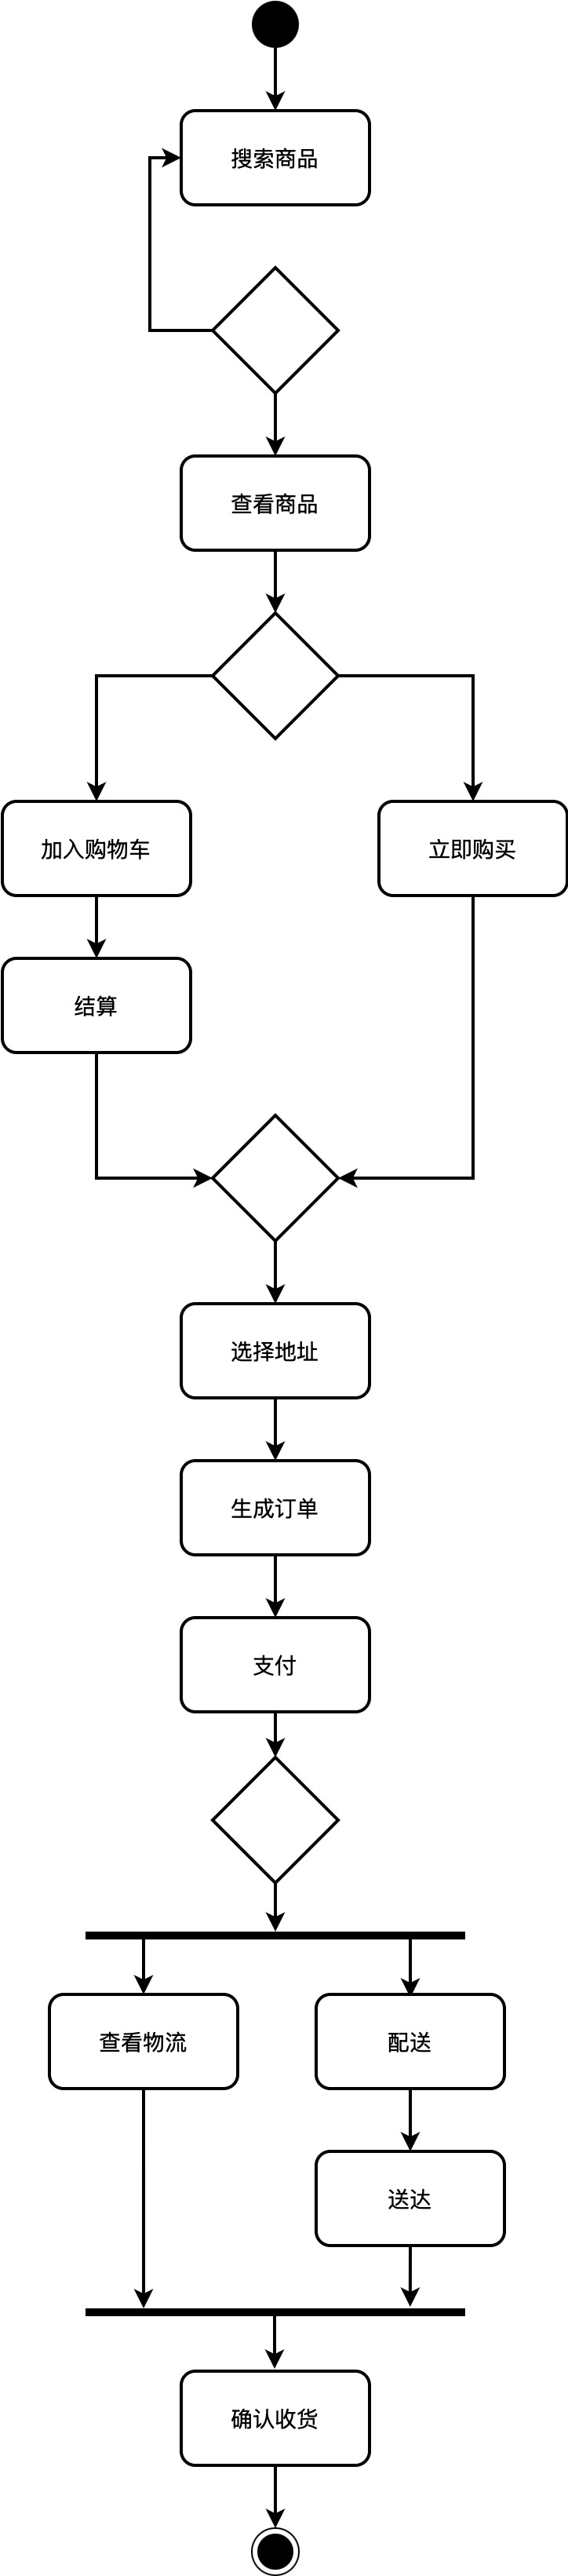 搜索商品
查看商品
加入购物车
立即购买
结算
选择地址
生成订单
支付
查看物流
配送
送达
确认收货